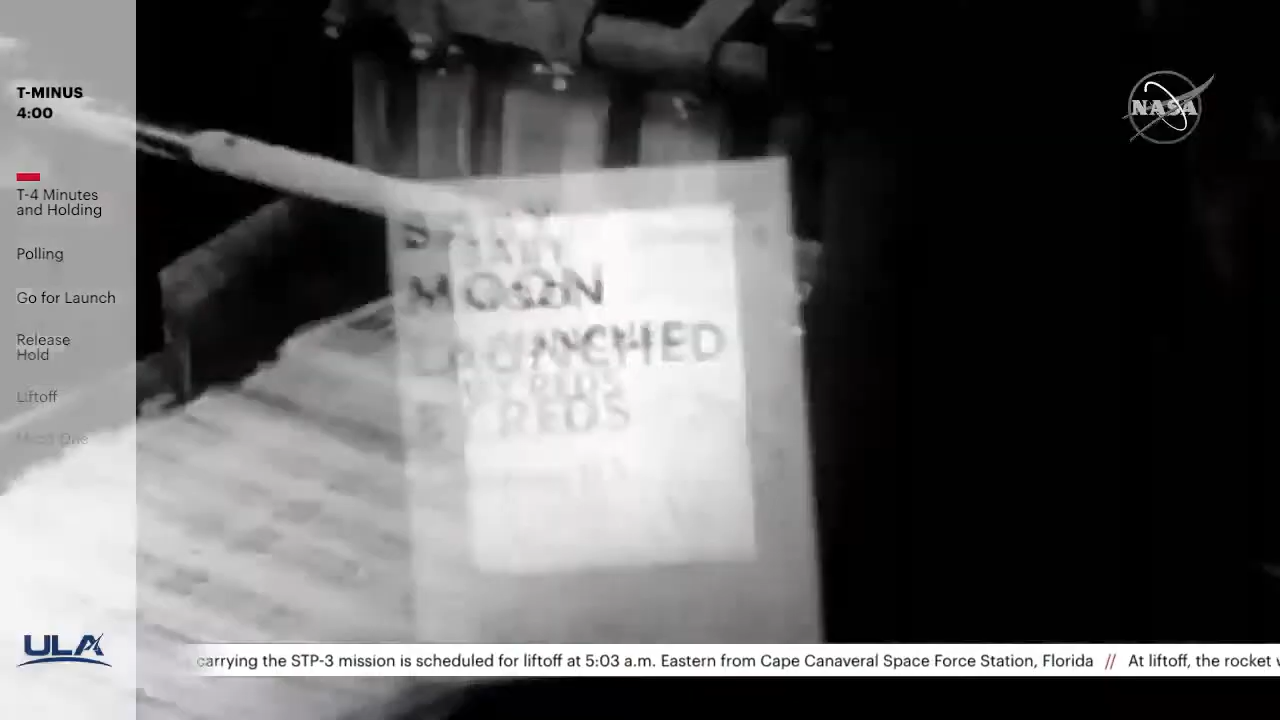 T-MINUS
4:00
T-4 Minutes
and Holding
Polling
Go for Launch
Release
Hold
Liftoff
ULA
NASA
MOON
LAUNCHED
BY REDS
carrying the STP-3 mission is scheduled for liftoff at 5:03 a.m. Eastern from Cape Canaveral Space Force Station, Florida // At liftoff, the rocket